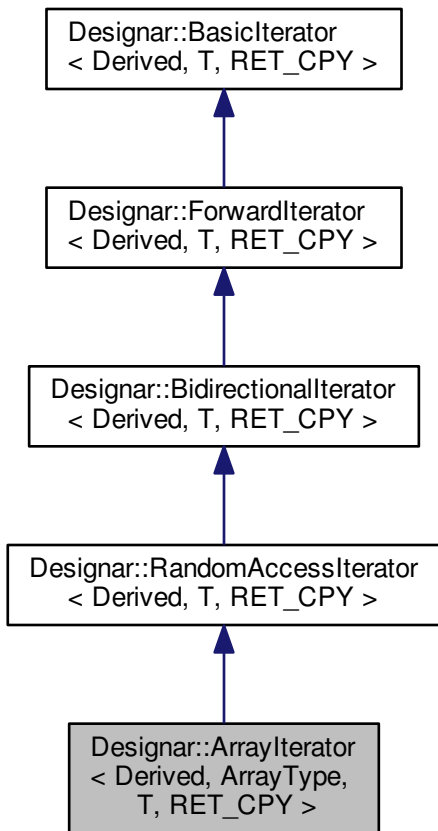 Designar::BasicIterator
< Derived, T, RET_CPY >
Designar::ForwardIterator
< Derived, T, RET_CPY >
Designar::BidirectionalIterator
< Derived, T, RET_CPY >
Designar::RandomAccessIterator
< Derived, T, RET_CPY >
Designar::ArrayIterator
< Derived, ArrayType,
T, RET_CPY >